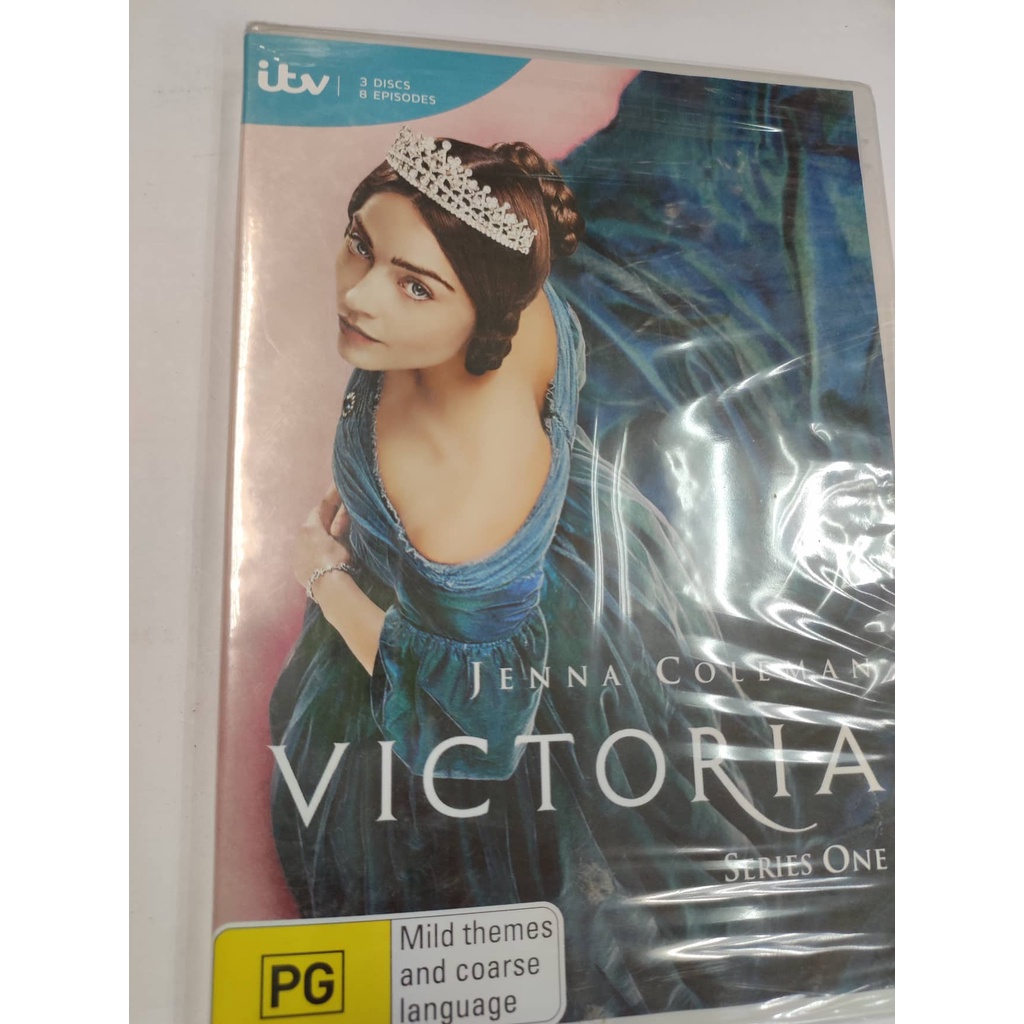 itv
3 DISCS
8 EPISODES
JENNA COLEMAN
VICTORIA
SERIES ONE
PG
Mild themes
and coarse
language